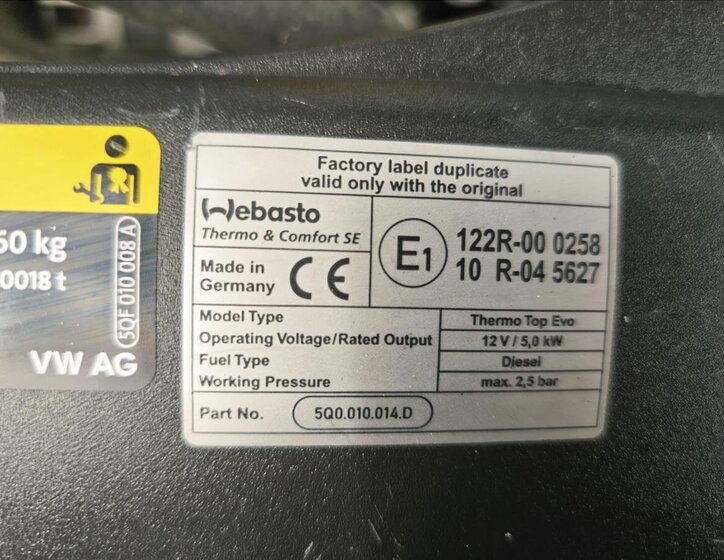 50 kg
0018 t
5QF 010 008 A
VW AG
Factory label duplicate
valid only with the original
Webasto
Thermo & Comfort SE
Made in
Germany
CE
E1
122R-00 0258
10 R-04 5627
Model Type Thermo Top Evo
Operating Voltage/Rated Output 12 V / 5,0 kW
Fuel Type Diesel
Working Pressure max. 2,5 bar
Part No. 5Q0.010.014.D